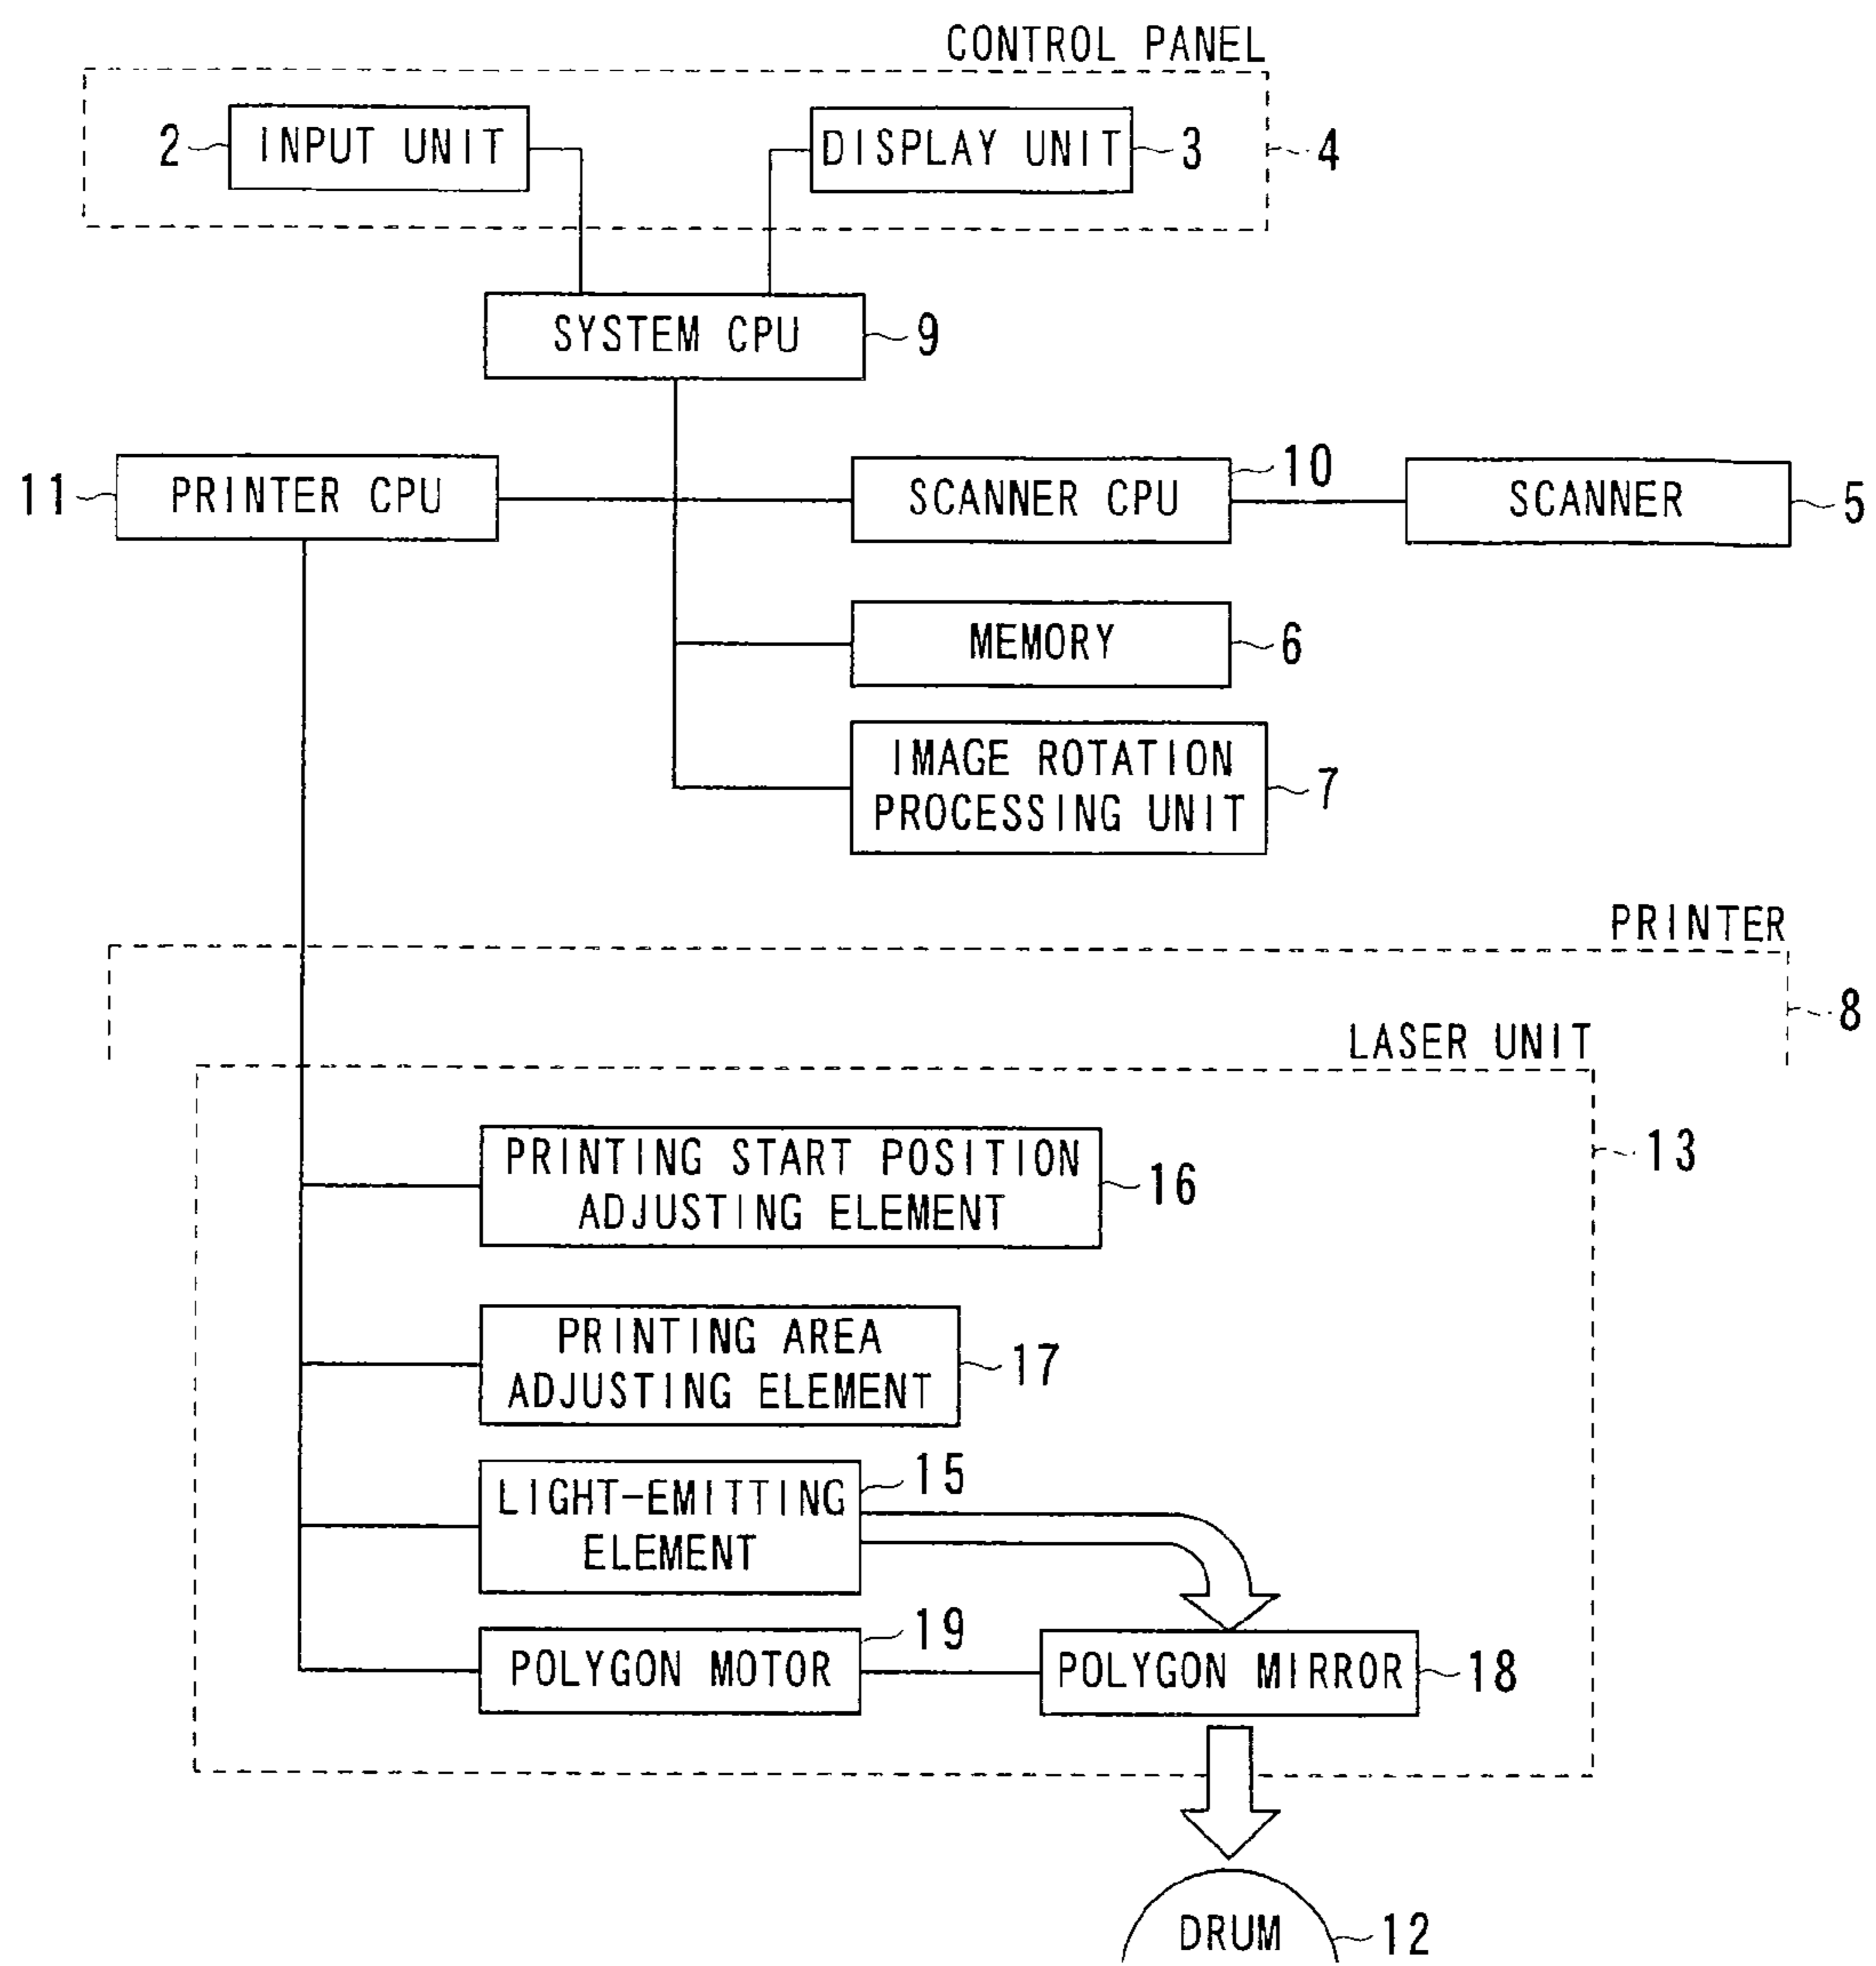 CONTROL PANEL
2 INPUT UNIT DISPLAY UNIT 3 4
SYSTEM CPU 9
11 PRINTER CPU SCANNER CPU 10 SCANNER 5
MEMORY 6
IMAGE ROTATION
PROCESSING UNIT 7
PRINTER
8
LASER UNIT
13
PRINTING START POSITION
ADJUSTING ELEMENT 16
PRINTING AREA
ADJUSTING ELEMENT 17
LIGHT-EMITTING 15
ELEMENT
POLYGON MOTOR 19 POLYGON MIRROR 18
DRUM 12